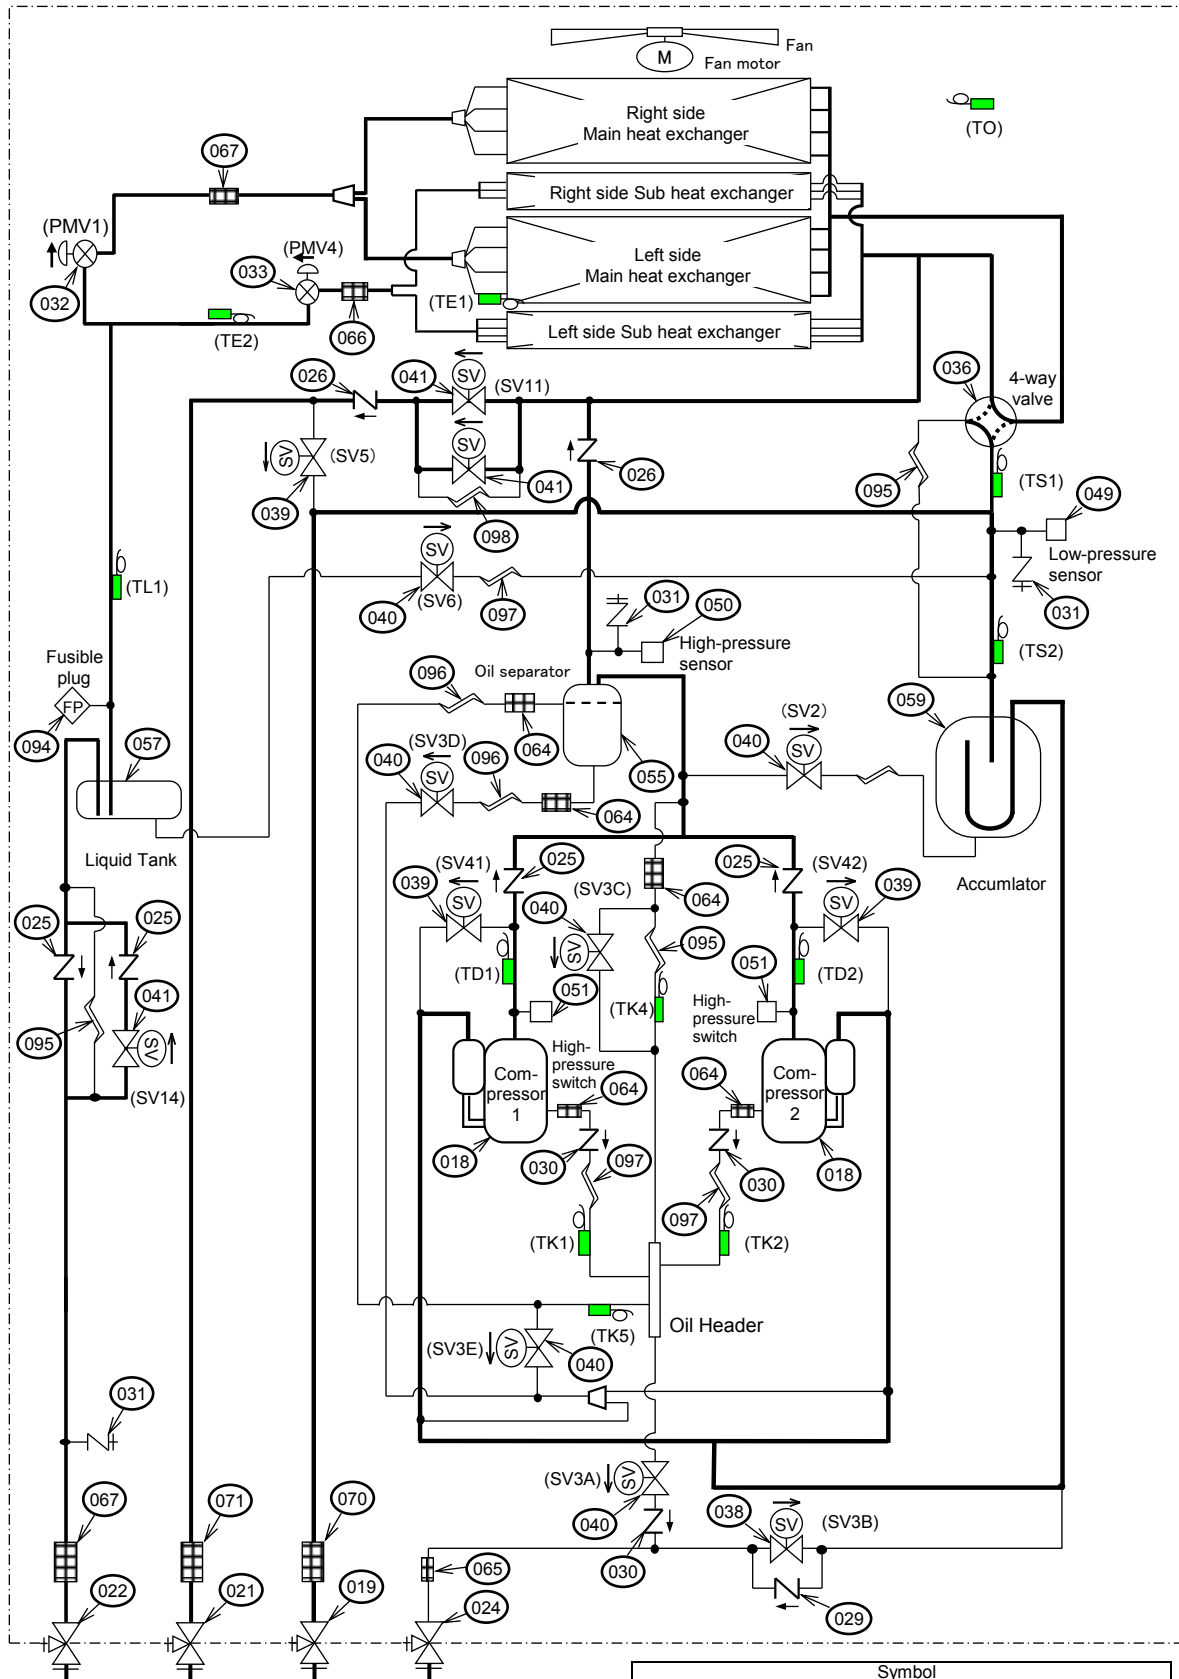 Fan
M
Fan motor
Right side
Main heat exchanger
(TO)
067
Right side Sub heat exchanger
(PMV1)
(PMV4)
Left side
Main heat exchanger
033
032
(TE1)
(TE2)
066
Left side Sub heat exchanger
036
4-way
valve
026
041
SV
(SV11)
SV
SV
(SV5)
041
026
095
(TS1)
039
098
049
SV
Low-pressure
sensor
(TL1)
040
(SV6)
097
031
050
031
High-pressure
sensor
(TS2)
Fusible
plug
096
Oil separator
059
FP
(SV2)
094
057
(SV3D)
064
040
SV
040
SV
096
055
064
Liquid Tank
025
025
(SV41)
(SV42)
039
SV
(SV3C)
064
SV
039
Accumlator
025
025
040
SV
095
051
(TD1)
(TD2)
051
(TK4)
High-
pressure
switch
041
095
SV
High-
pressure
switch
064
064
Com-
pressor
1
Com-
pressor
2
(SV14)
018
030
097
097
030
018
(TK1)
(TK2)
(TK5)
Oil Header
(SV3E)
SV
040
031
(SV3A)
SV
067
071
070
040
038
SV
(SV3B)
030
065
022
021
019
024
029
Symbol